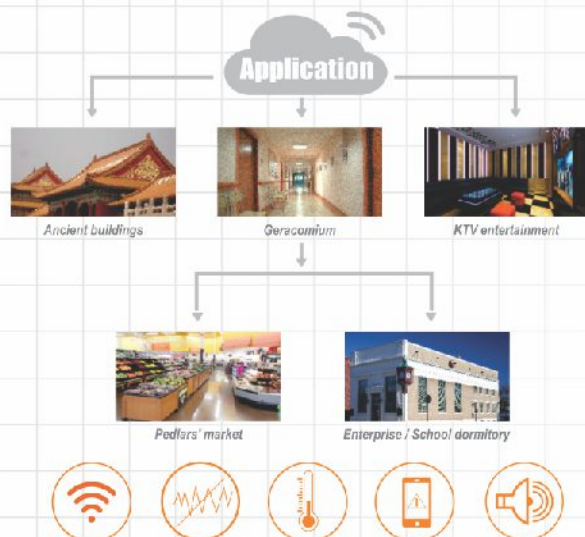 Application
Ancient buildings
Geracomium
KTV entertainment
Pedlars' market
Enterprise / School dormitory